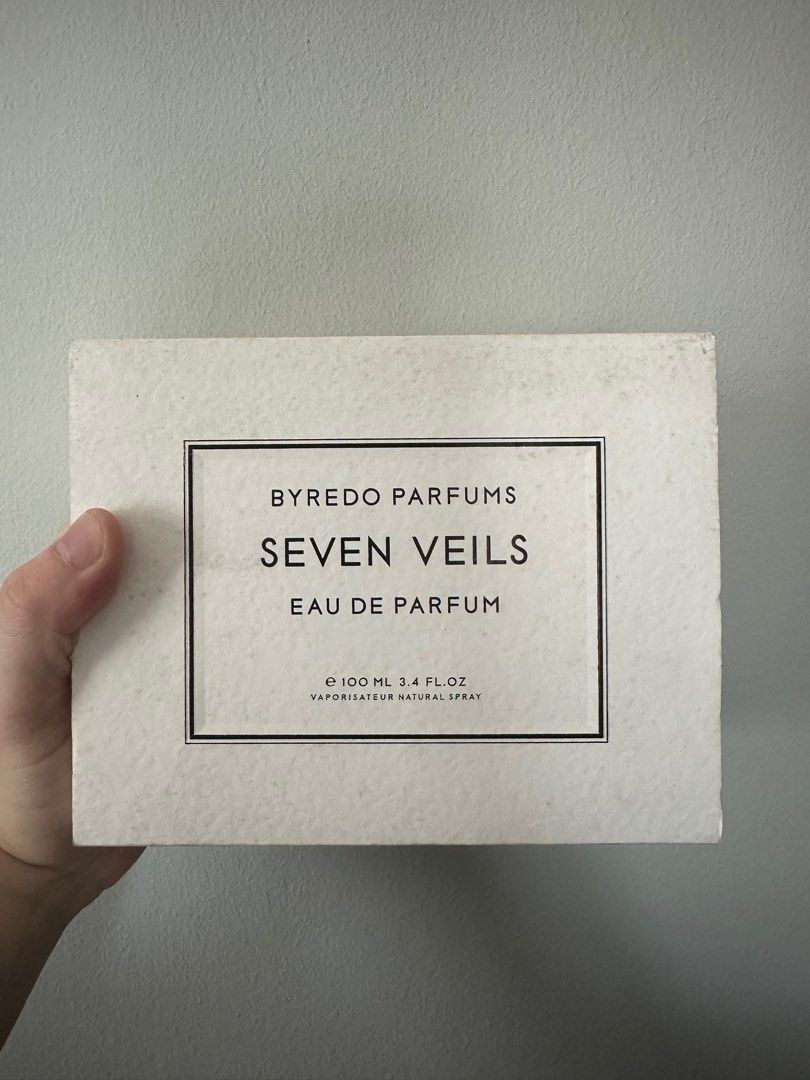 BYREDO PARFUMS
SEVEN VEILS
EAU DE PARFUM
℮ 100 ML 3.4 FL.OZ
VAPORISATEUR NATURAL SPRAY